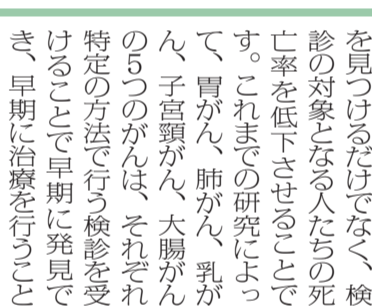 を見つけるだけでなく、検
診の対象となる人たちの死
亡率を低下させることで
す。これまでの研究によっ
て、胃がん、肺がん、乳が
ん、子宮頸がん、大腸がん
の5つのがんは、それぞれ
特定の方法で行う検診を受
けることで早期に発見で
き、早期に治療を行うこと